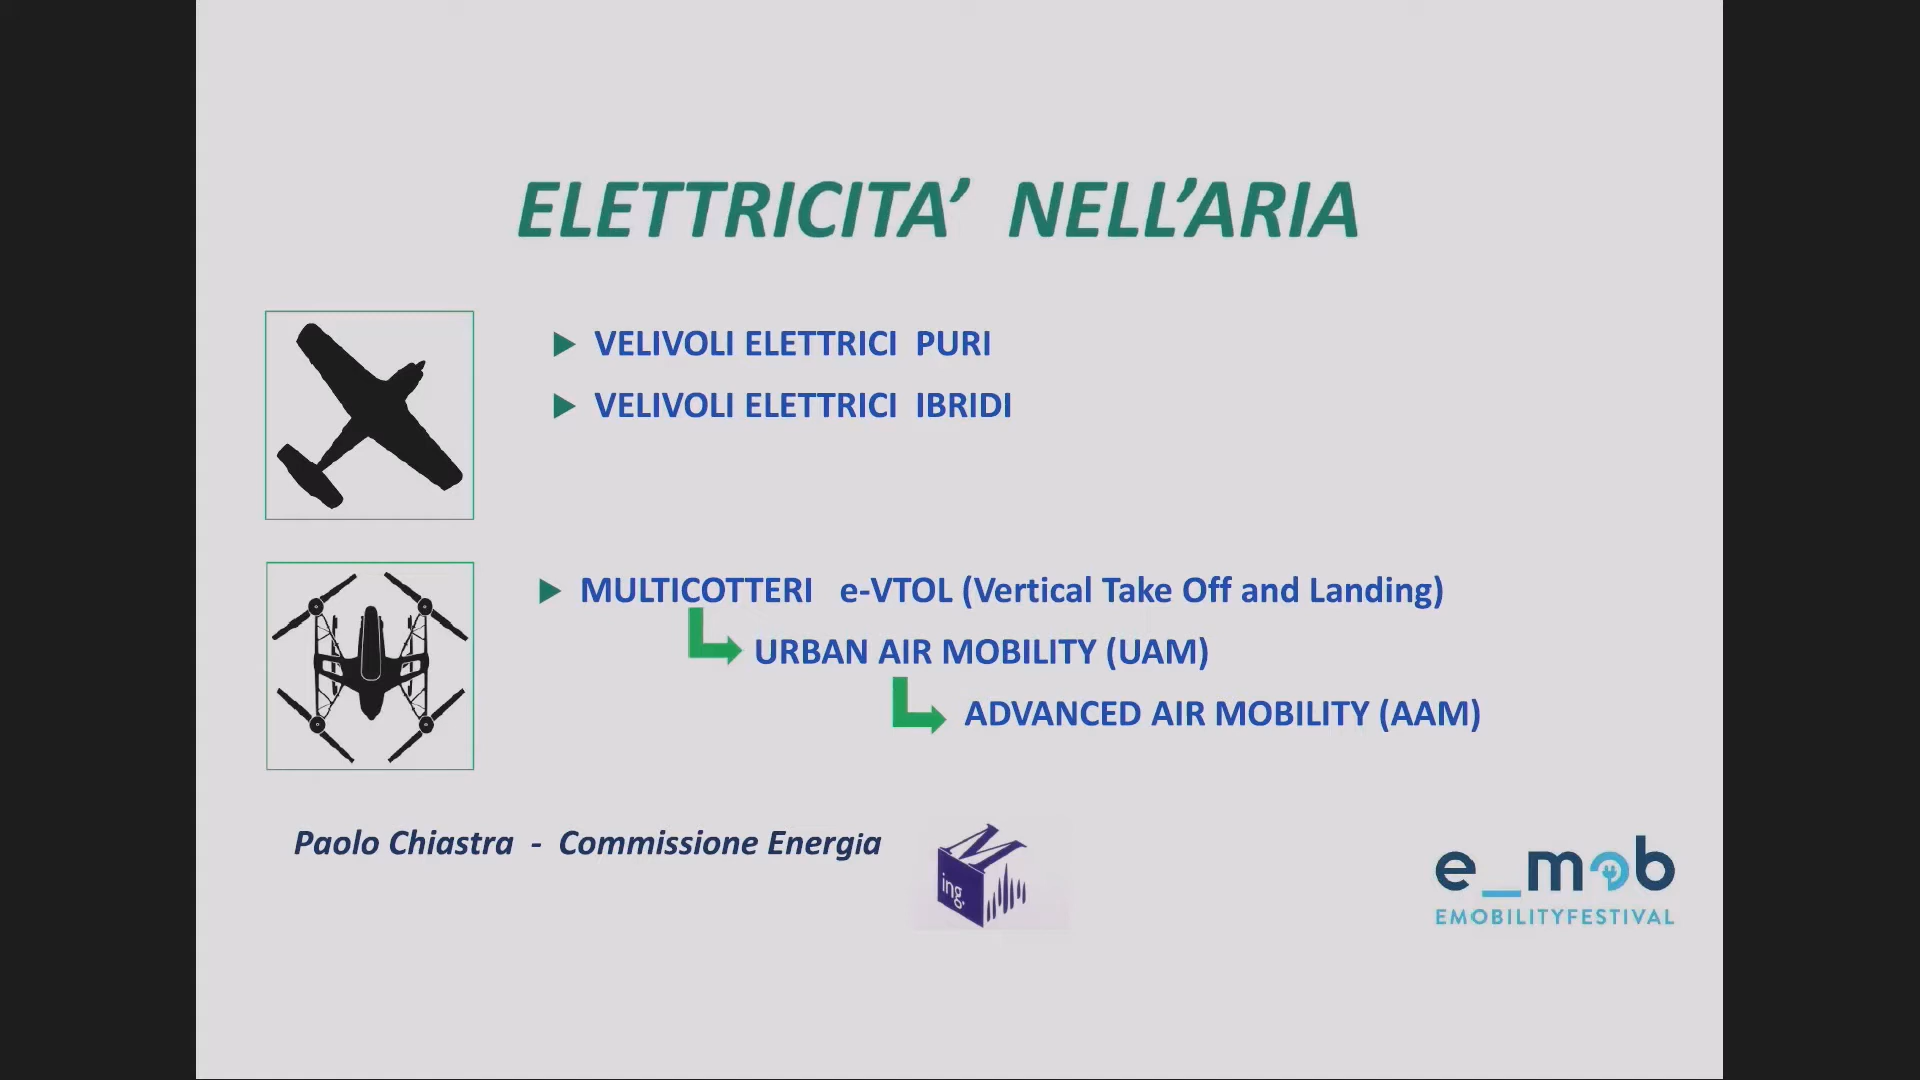 ELETTRICITA’ NELL’ARIA
VELIVOLI ELETTRICI PURI
VELIVOLI ELETTRICI IBRIDI
MULTICOTTERI e-VTOL (Vertical Take Off and Landing)
URBAN AIR MOBILITY (UAM)
ADVANCED AIR MOBILITY (AAM)
Paolo Chiastra - Commissione Energia
ing.
e_mob
EMOBILITYFESTIVAL